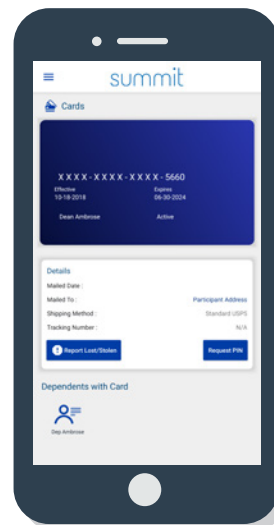 summit
Cards
XXXX-XXXX-XXXX-5660
Effective Expires
10-18-2018 06-30-2024
Dean Ambrose Active
Details
Mailed Date :
Mailed To : Participant Address
Shipping Method : Standard USPS
Tracking Number : N/A
! Report Lost/Stolen Request PIN
Dependents with Card
Dep Ambrose